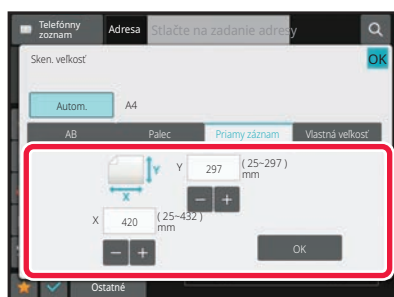 Telefónny zoznam
Adresa
Stlačte na zadanie adresy
Sken. veľkosť
OK
Autom.
A4
AB
Palec
Priamy záznam
Vlastná veľkosť
Y
X
Y
297
(25~297)
mm
− +
X
420
(25~432)
mm
− +
OK
Ostatné